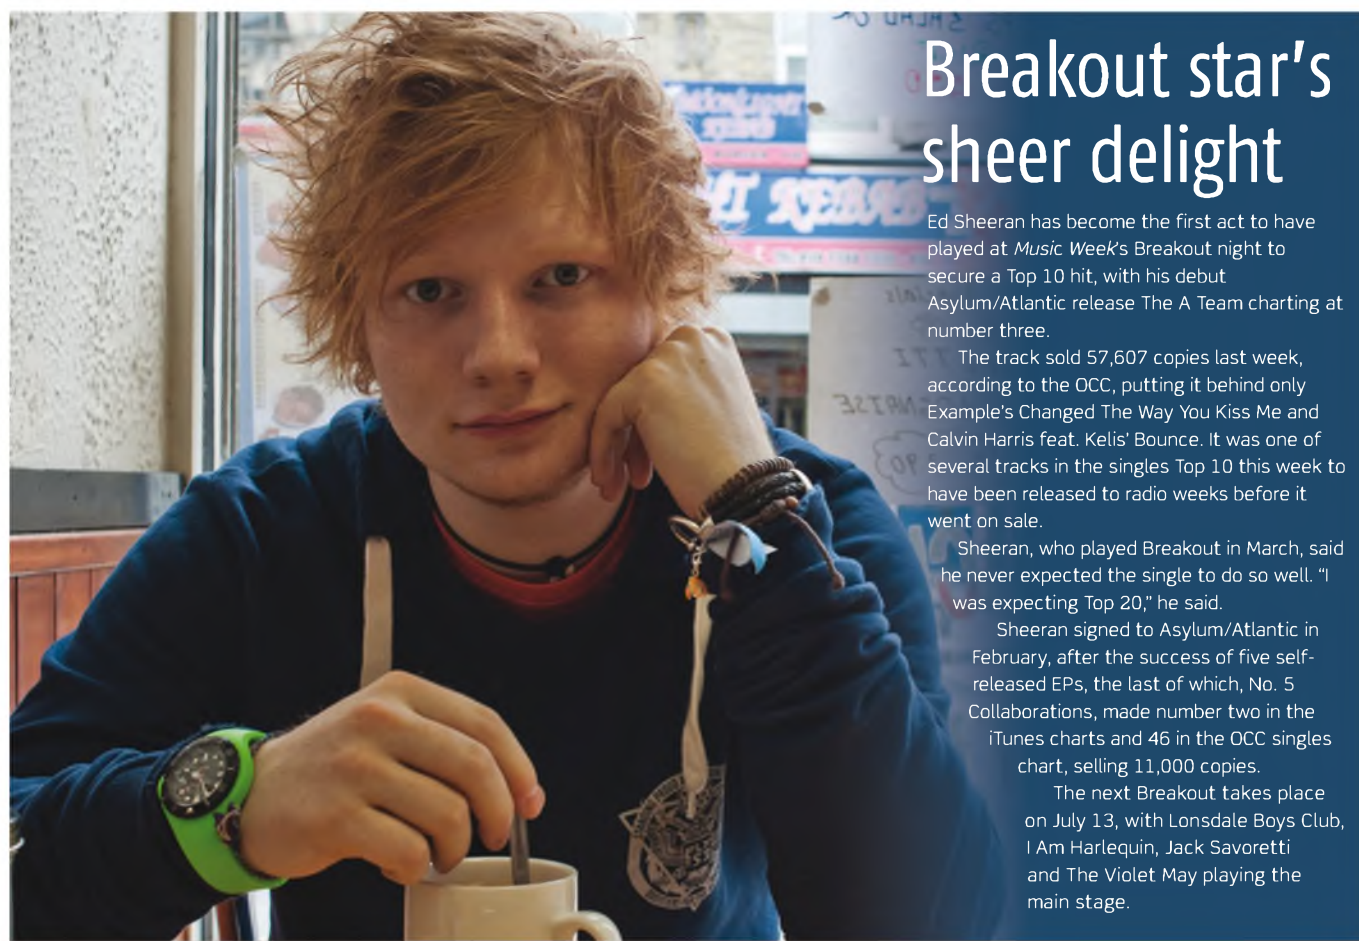 Breakout star's
sheer delight
Ed Sheeran has become the first act to have
played at Music Week's Breakout night to
secure a Top 10 hit, with his debut
Asylum/Atlantic release The A Team charting at
number three.
The track sold 57,607 copies last week,
according to the OCC, putting it behind only
Example's Changed The Way You Kiss Me and
Calvin Harris feat. Kelis' Bounce. It was one of
several tracks in the singles Top 10 this week to
have been released to radio weeks before it
went on sale.
Sheeran, who played Breakout in March, said
he never expected the single to do so well. “I
was expecting Top 20,” he said.
Sheeran signed to Asylum/Atlantic in
February, after the success of five self-
released EPs, the last of which, No. 5
Collaborations, made number two in the
iTunes charts and 46 in the OCC singles
chart, selling 11,000 copies.
The next Breakout takes place
on July 13, with Lonsdale Boys Club,
I Am Harlequin, Jack Savoretti
and The Violet May playing the
main stage.
KEBAB